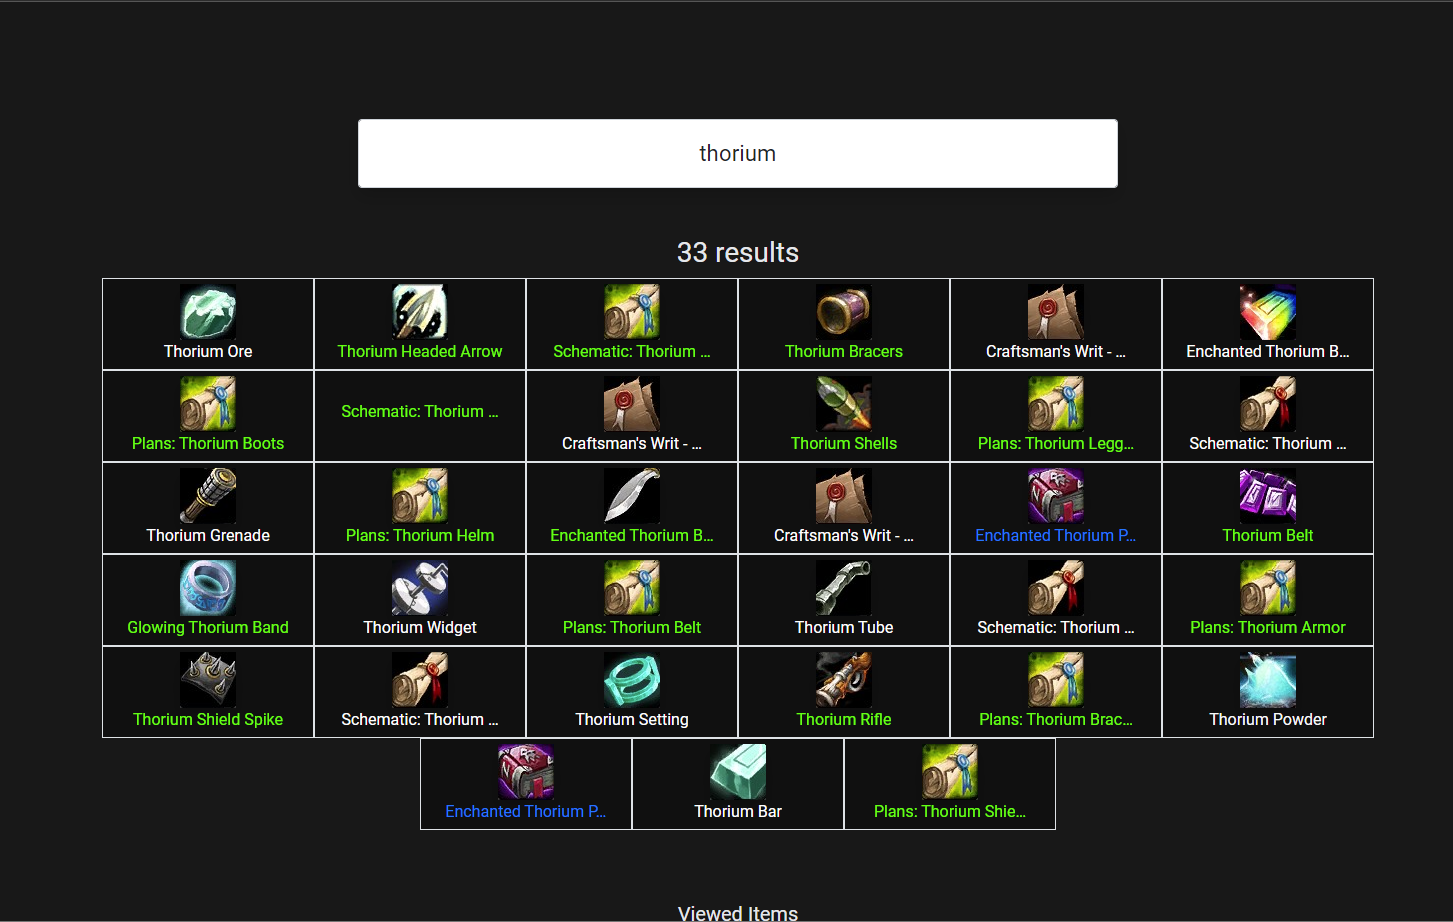 thorium
33 results
Thorium Ore
Thorium Headed Arrow
Schematic: Thorium ...
Thorium Bracers
Craftsman's Writ - ...
Enchanted Thorium B...
Plans: Thorium Boots
Schematic: Thorium ...
Craftsman's Writ - ...
Thorium Shells
Plans: Thorium Legg...
Schematic: Thorium ...
Thorium Grenade
Plans: Thorium Helm
Enchanted Thorium B...
Craftsman's Writ - ...
Enchanted Thorium P...
Thorium Belt
Glowing Thorium Band
Thorium Widget
Plans: Thorium Belt
Thorium Tube
Schematic: Thorium ...
Plans: Thorium Armor
Thorium Shield Spike
Schematic: Thorium ...
Thorium Setting
Thorium Rifle
Plans: Thorium Brac...
Thorium Powder
Enchanted Thorium P...
Thorium Bar
Plans: Thorium Shie...
Viewed Items